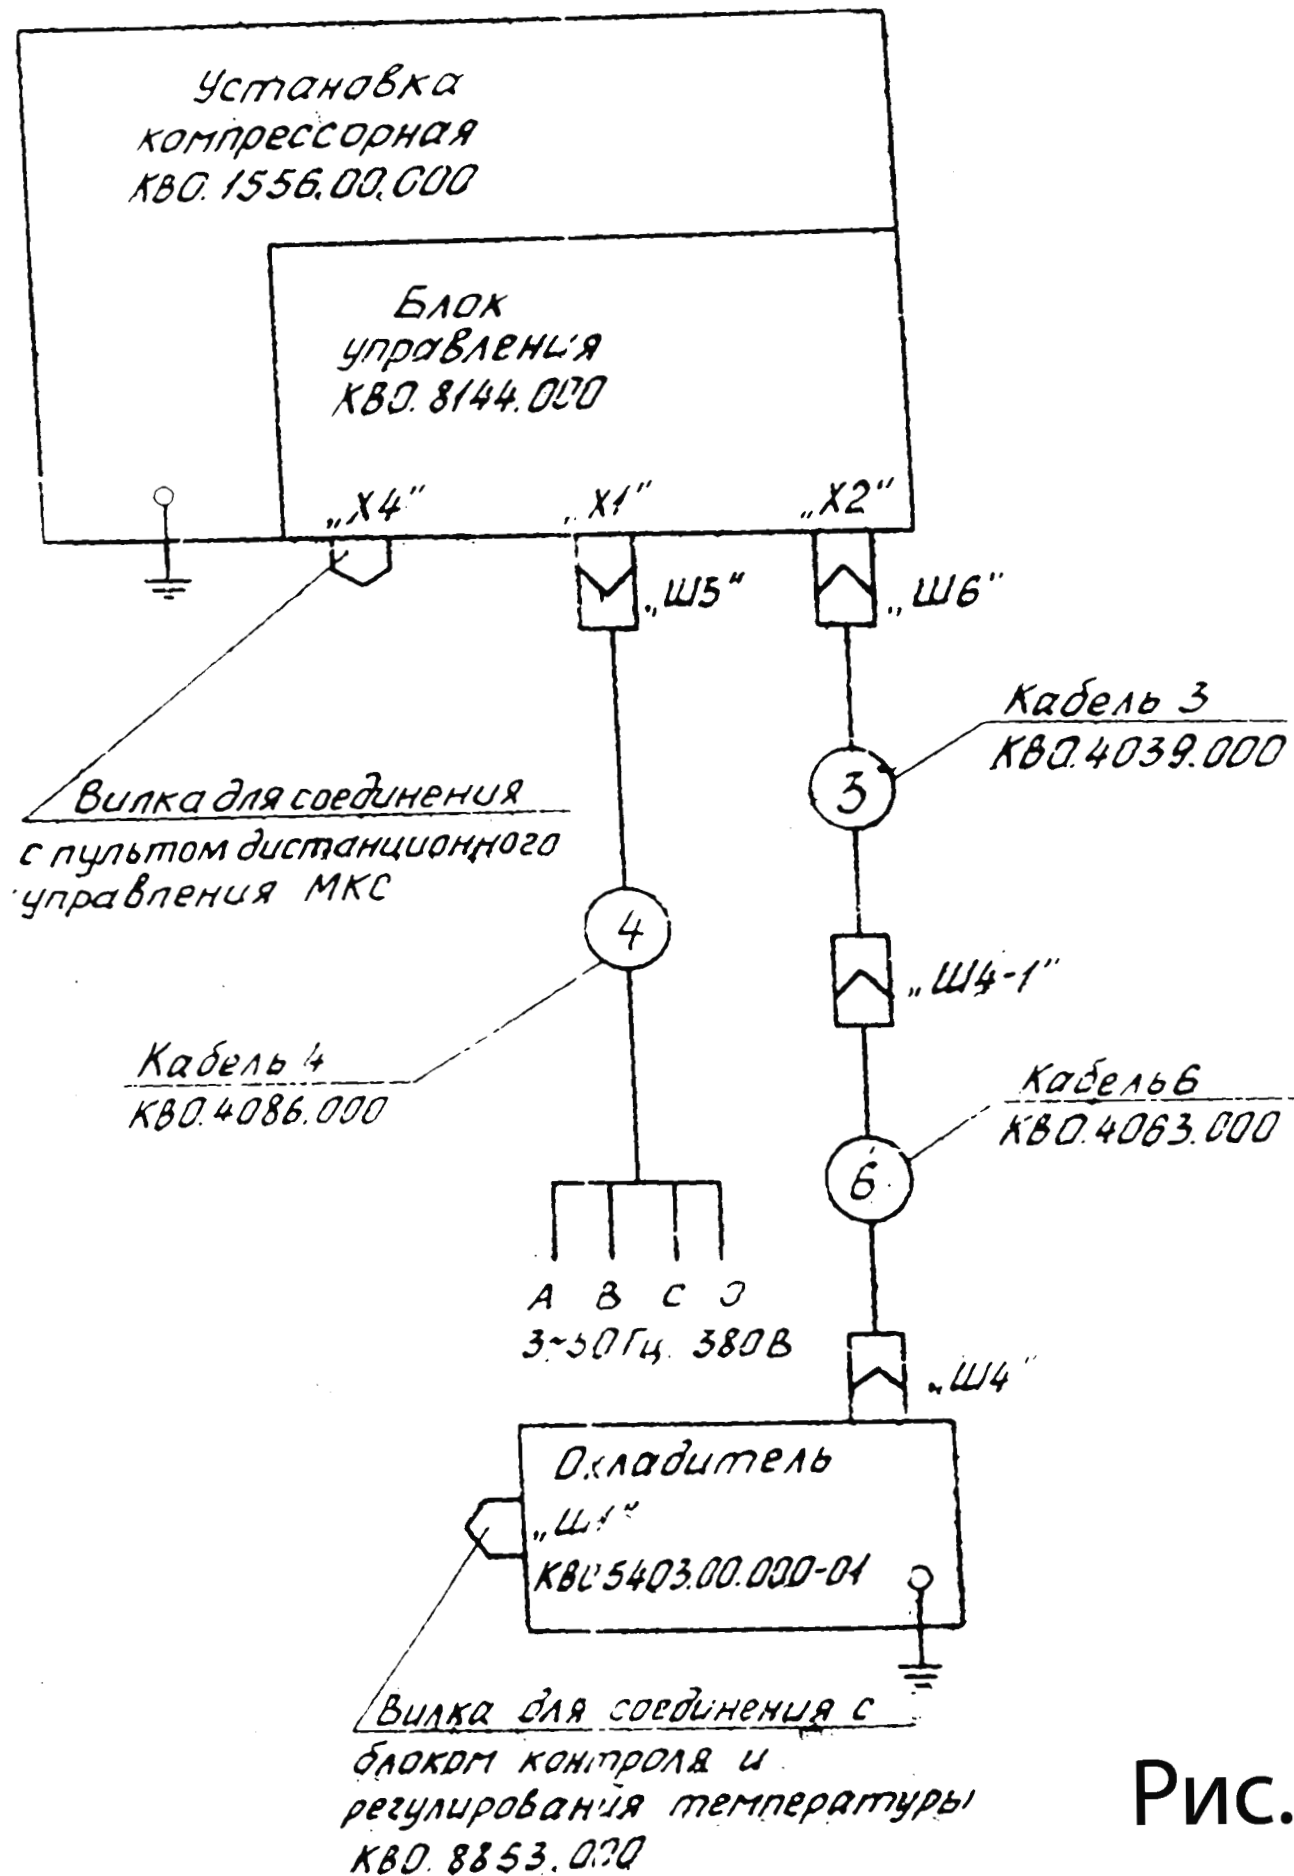 Установка
компрессорная
КВО.1556.00.000
Блок
управления
КВО.8144.000
„Х4" „Х1" „Х2"
„Ш5" „Ш6"
Кабель 3
КВО.4039.000
3
Вилка для соединения
с пультом дистанционного
управления МКС
4
„Ш4-1"
Кабель 4
КВО.4086.000
Кабель 6
КВО.4063.000
6
А В С О
3~50Гц 380В
„Ш4"
Охладитель
„Ш1"
КВО5403.00.000-01
Вилка для соединения с
блоком контроля и
регулирования температуры
КВО.8853.000
Рис.